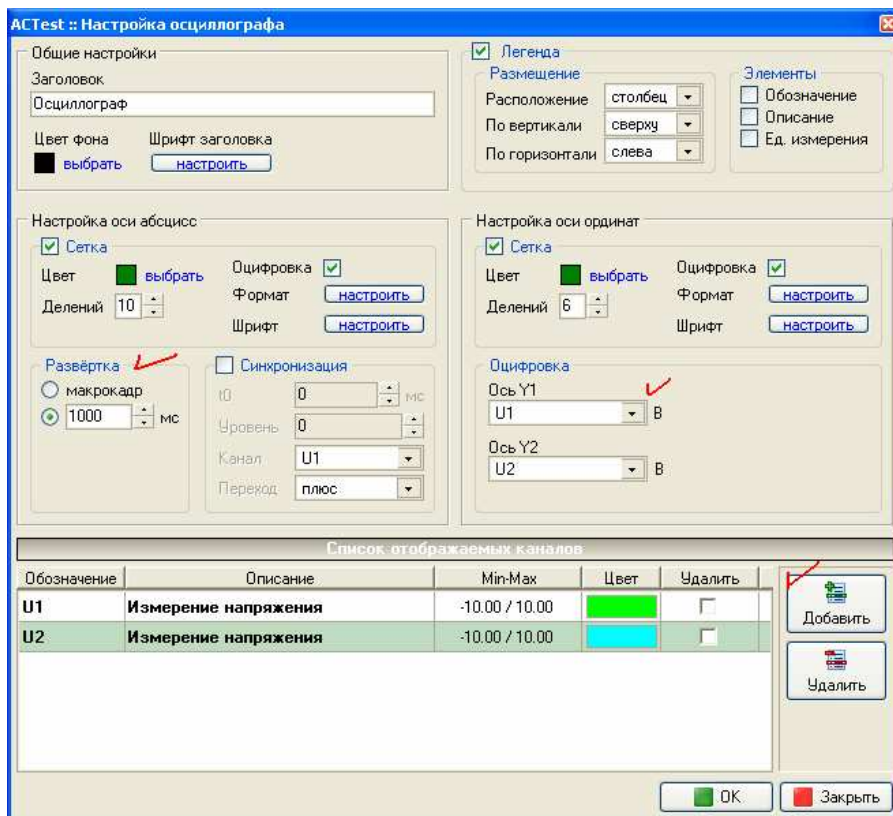 ACTest :: Настройка осциллографа
Общие настройки
Заголовок
Осциллограф
Цвет фона
Шрифт заголовка
выбрать
настроить
Легенда
Размещение
Расположение
столбец
По вертикали
сверху
По горизонтали
слева
Элементы
Обозначение
Описание
Ед. измерения
Настройка оси абсцисс
Сетка
Цвет
выбрать
Делений
10
Оцифровка
Формат
настроить
Шрифт
настроить
Развёртка
макрокадр
1000
мс
Синхронизация
t0
0
мс
Уровень
0
Канал
U1
Переход
плюс
Настройка оси ординат
Сетка
Цвет
выбрать
Делений
6
Оцифровка
Формат
настроить
Шрифт
настроить
Оцифровка
Ось Y1
U1
В
Ось Y2
U2
В
Список отображаемых каналов
Обозначение Описание Min-Max Цвет Удалить
U1 Измерение напряжения -10.00 / 10.00
U2 Измерение напряжения -10.00 / 10.00
Добавить
Удалить
OK
Закрыть